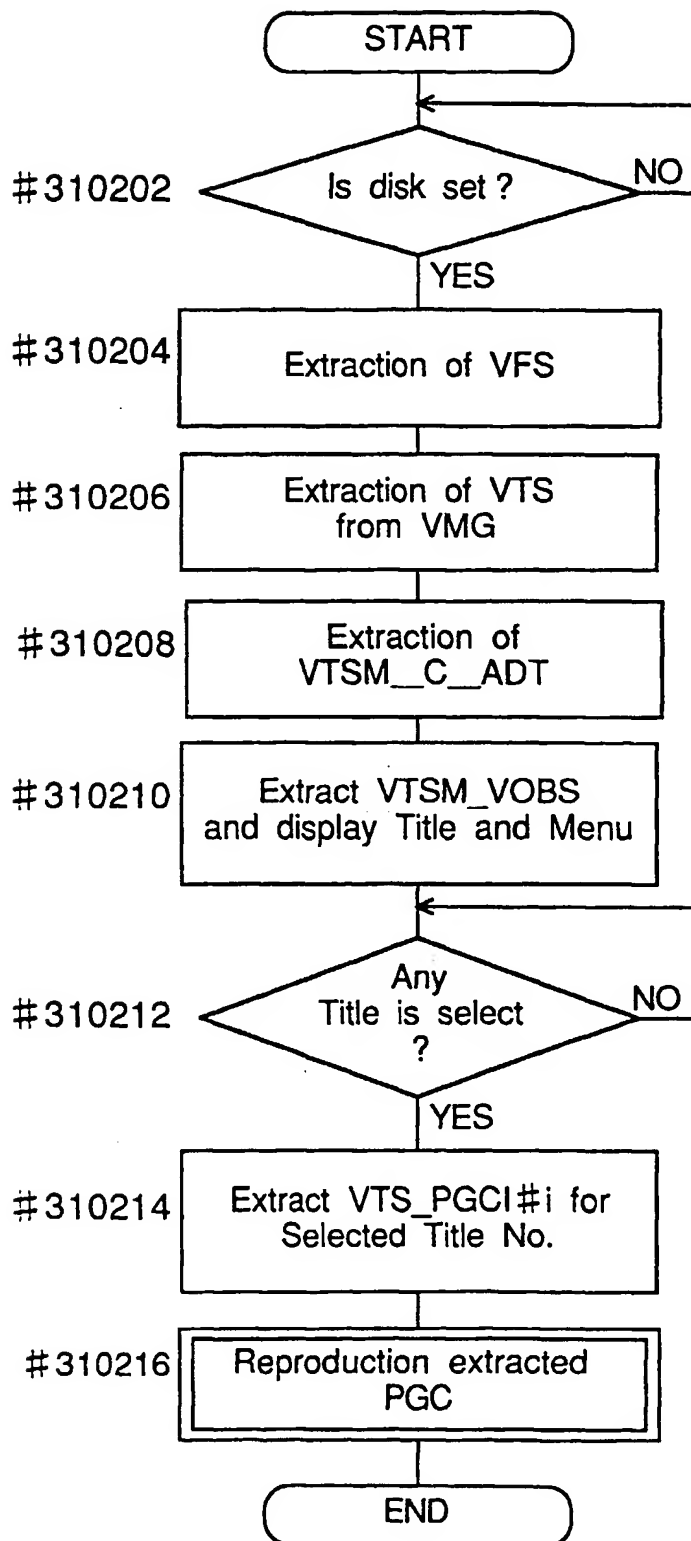 START
#310202
Is disk set ?
NO
YES
#310204
Extraction of VFS
#310206
Extraction of VTS
from VMG
#310208
Extraction of
VTSM__C__ADT
#310210
Extract VTSM_VOBS
and display Title and Menu
#310212
Any
Title is select
?
NO
YES
#310214
Extract VTS_PGCI#i for
Selected Title No.
#310216
Reproduction extracted
PGC
END